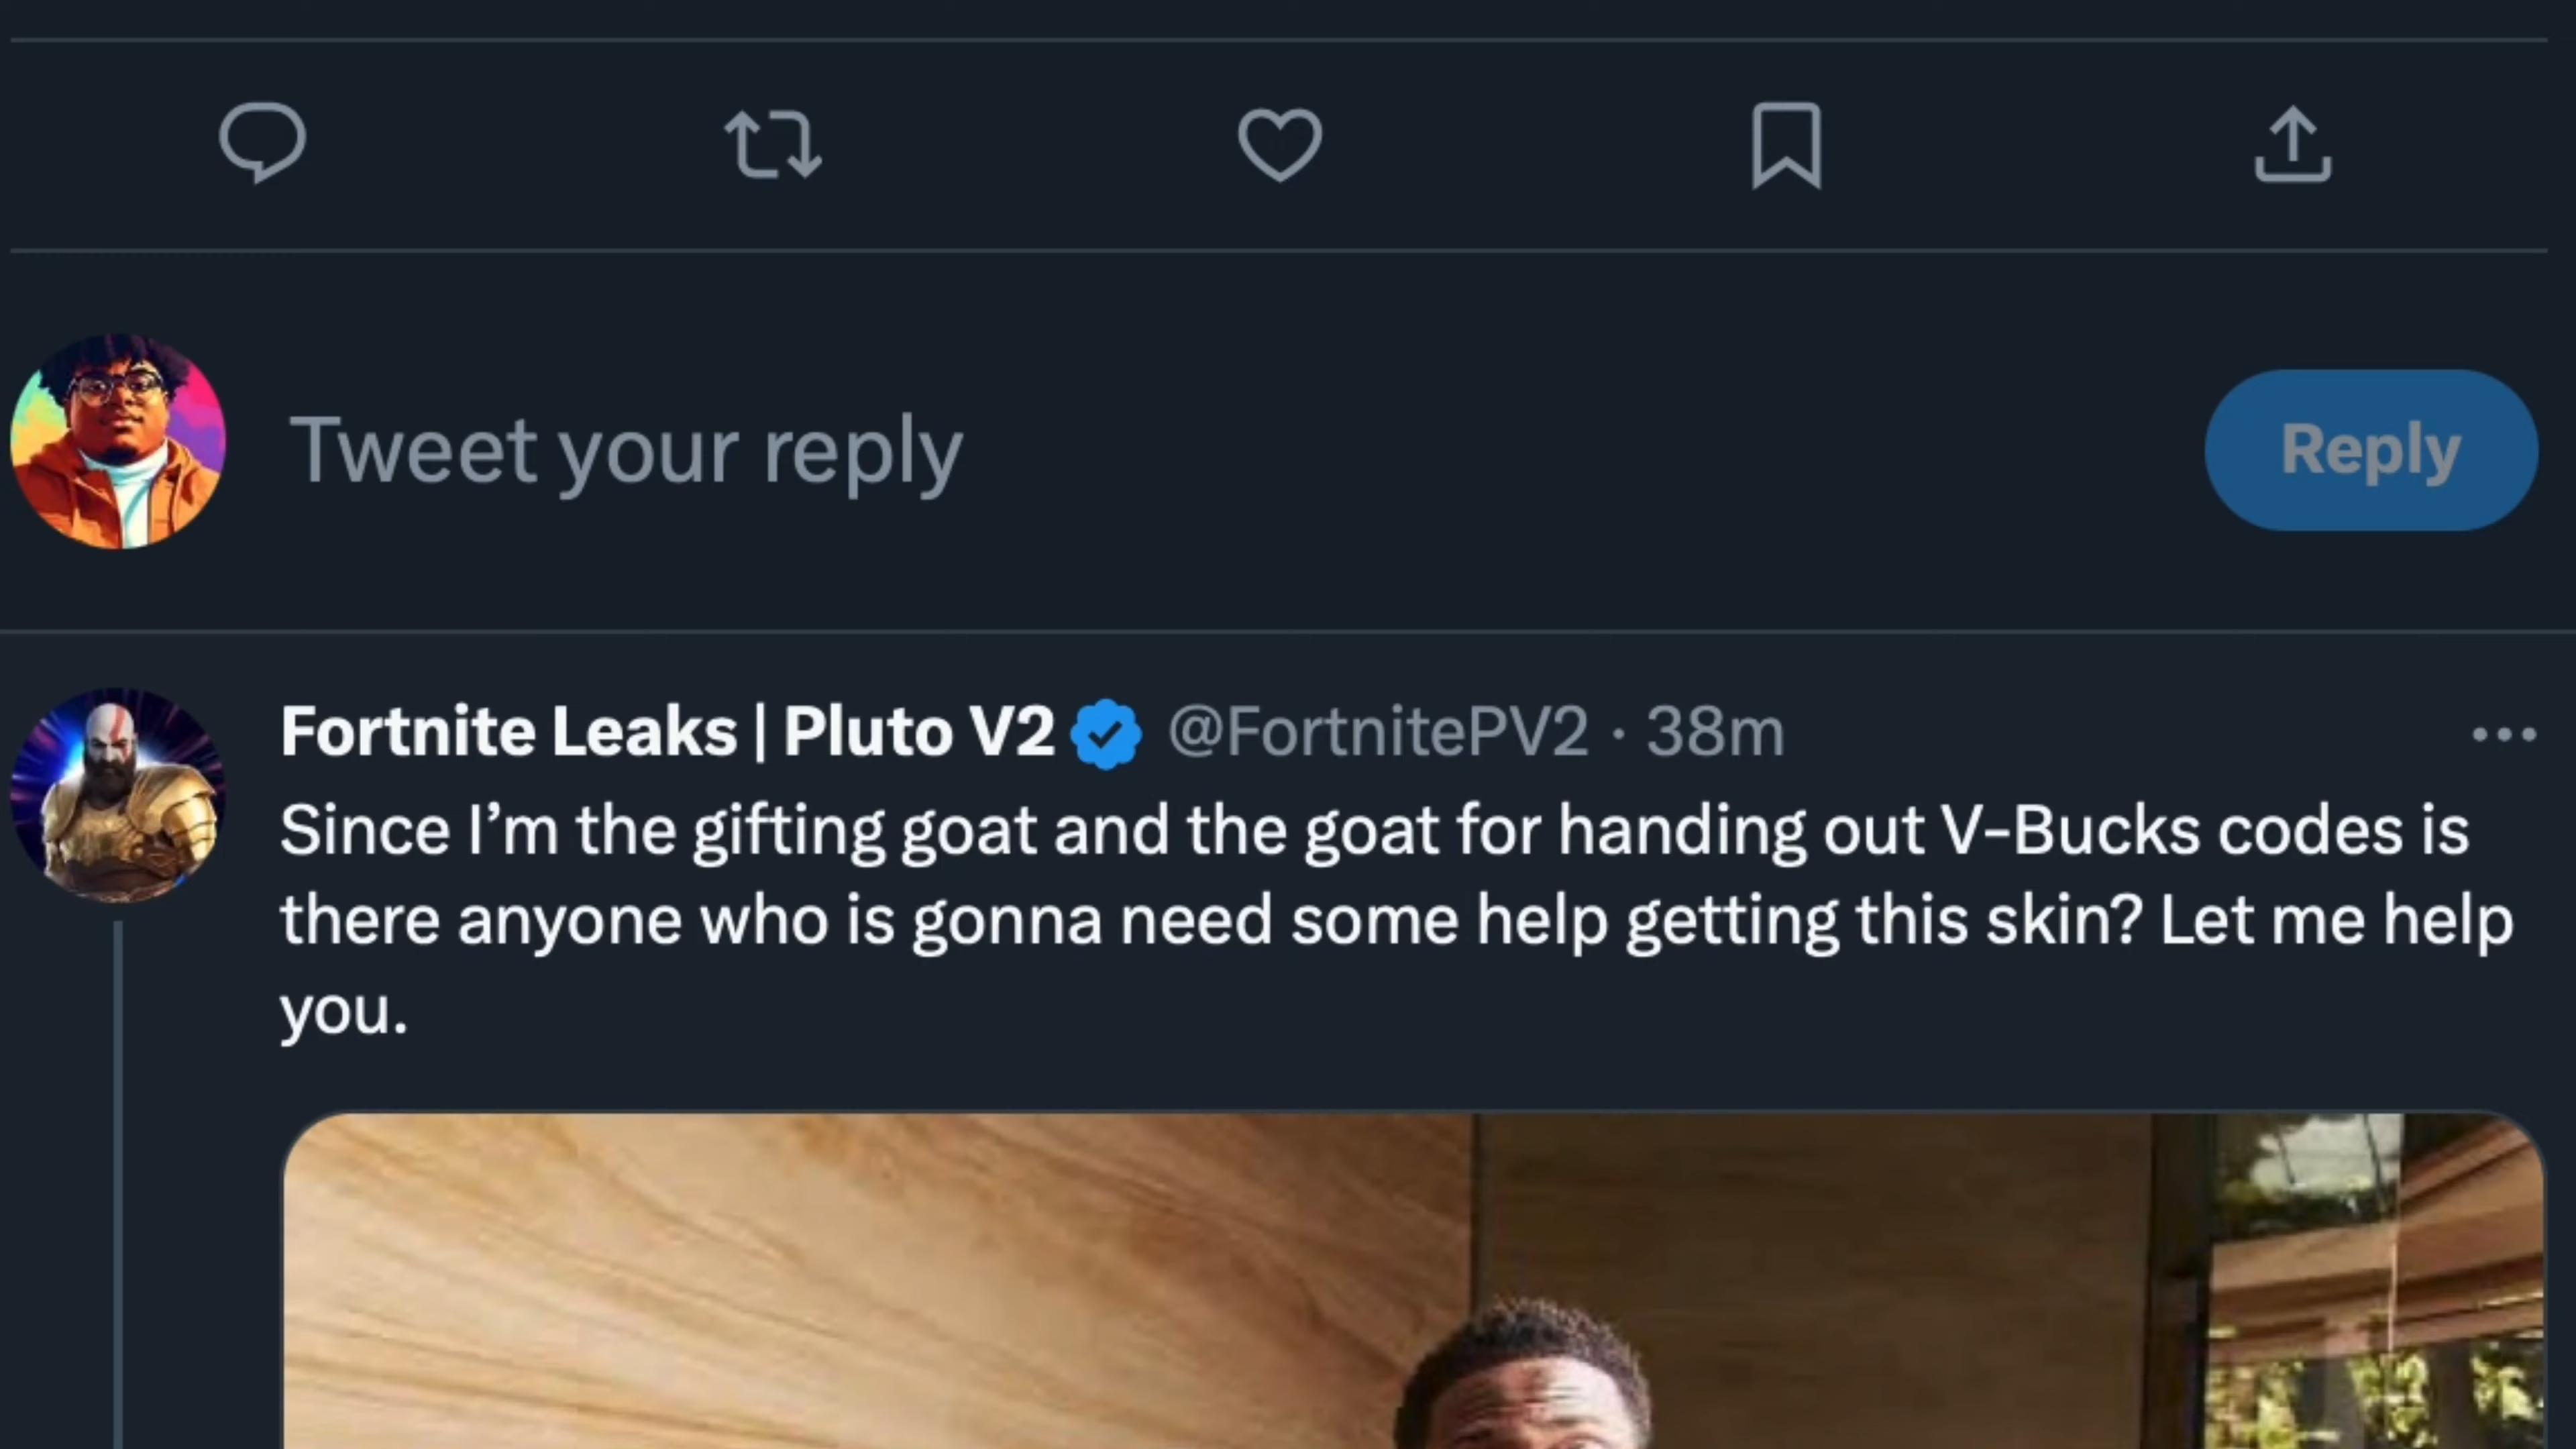 Tweet your reply
Reply
Fortnite Leaks | Pluto V2 @FortnitePV2 · 38m
Since I’m the gifting goat and the goat for handing out V-Bucks codes is
there anyone who is gonna need some help getting this skin? Let me help
you.